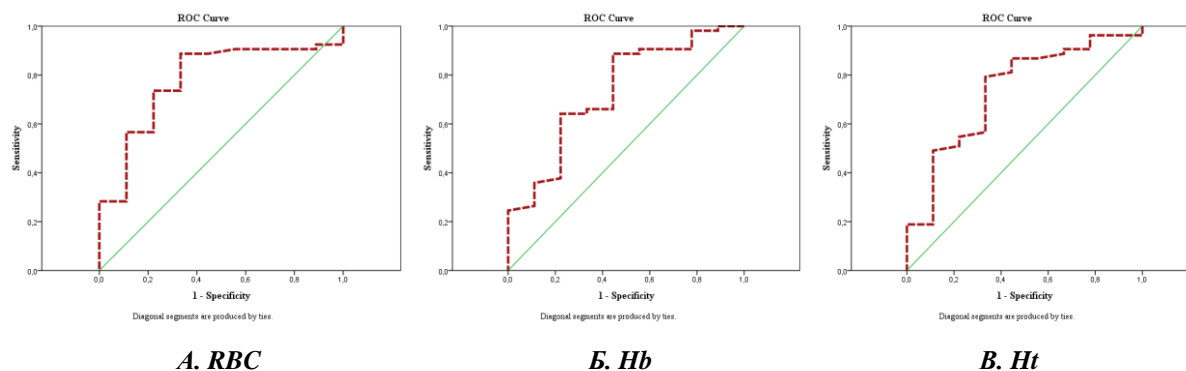 ROC Curve
1,0
0,8
0,6
0,4
0,2
0,0
Sensitivity
0,0 0,2 0,4 0,6 0,8 1,0
1 - Specificity
Diagonal segments are produced by ties.
А. RBC
ROC Curve
1,0
0,8
0,6
0,4
0,2
0,0
Sensitivity
0,0 0,2 0,4 0,6 0,8 1,0
1 - Specificity
Diagonal segments are produced by ties.
Б. Hb
ROC Curve
1,0
0,8
0,6
0,4
0,2
0,0
Sensitivity
0,0 0,2 0,4 0,6 0,8 1,0
1 - Specificity
Diagonal segments are produced by ties.
В. Ht